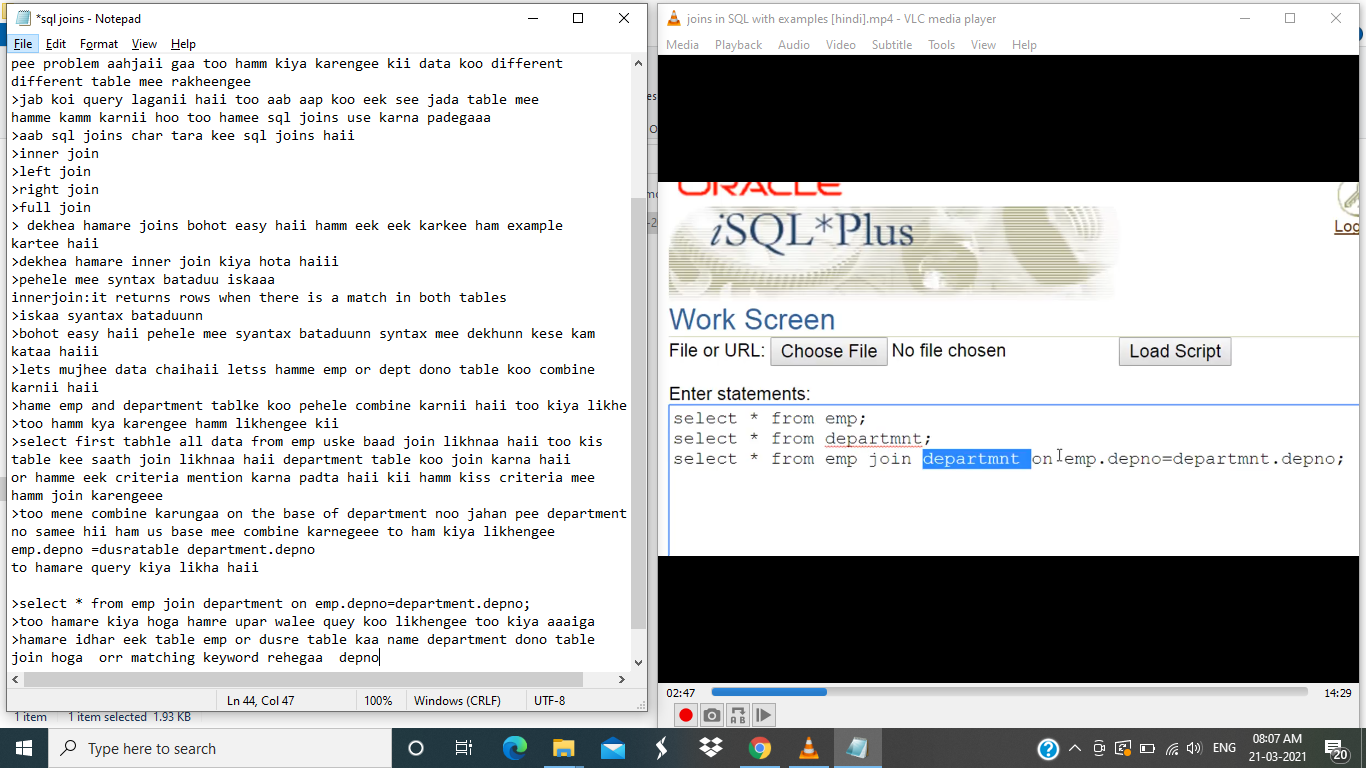 *sql joins - Notepad
File Edit Format View Help
pee problem aahjaii gaa too hamm kiya karengee kii data koo different
different table mee rakheengee
>jab koi query laganii haii too aab aap koo eek see jada table mee
hamme kamm karnii hoo too hamee sql joins use karna padegaaa
>aab sql joins char tara kee sql joins haii
>inner join
>left join
>right join
>full join
> dekhea hamare joins bohot easy haii hamm eek eek karkee ham example
kartee haii
>dekhea hamare inner join kiya hota haiii
>pehele mee syntax bataduu iskaaa
innerjoin:it returns rows when there is a match in both tables
>iskaa syantax bataduunn
>bohot easy haii pehele mee syantax bataduunn syntax mee dekhunn kese kam
kataa haiii
>lets mujhee data chaihaii letss hamme emp or dept dono table koo combine
karnii haii
>hame emp and department tablke koo pehele combine karnii haii too kiya likhe
>too hamm kya karengee hamm likhengee kii
>select first tabhle all data from emp uske baad join likhnaa haii too kis
table kee saath join likhnaa haii department table koo join karna haii
or hamme eek criteria mention karna padta haii kii hamm kiss criteria mee
hamm join karengeee
>too mene combine karungaa on the base of department noo jahan pee department
no samee hii ham us base mee combine karnegeee to ham kiya likhengee
emp.depno =dusratable department.depno
to hamare query kiya likha haii
>select * from emp join department on emp.depno=department.depno;
>too hamare kiya hoga hamre upar walee quey koo likhengee too kiya aaaiga
>hamare idhar eek table emp or dusre table kaa name department dono table
join hoga  orr matching keyword rehegaa  depno
Ln 44, Col 47 100% Windows (CRLF) UTF-8
1 item 1 item selected 1.93 KB
joins in SQL with examples [hindi].mp4 - VLC media player
Media Playback Audio Video Subtitle Tools View Help
ORACLE
iSQL*Plus
Work Screen
File or URL: Choose File No file chosen Load Script
Enter statements:
select * from emp;
select * from departmnt;
select * from emp join departmnt on emp.depno=departmnt.depno;
02:47 14:29
A B
Type here to search
ENG
08:07 AM
21-03-2021
20